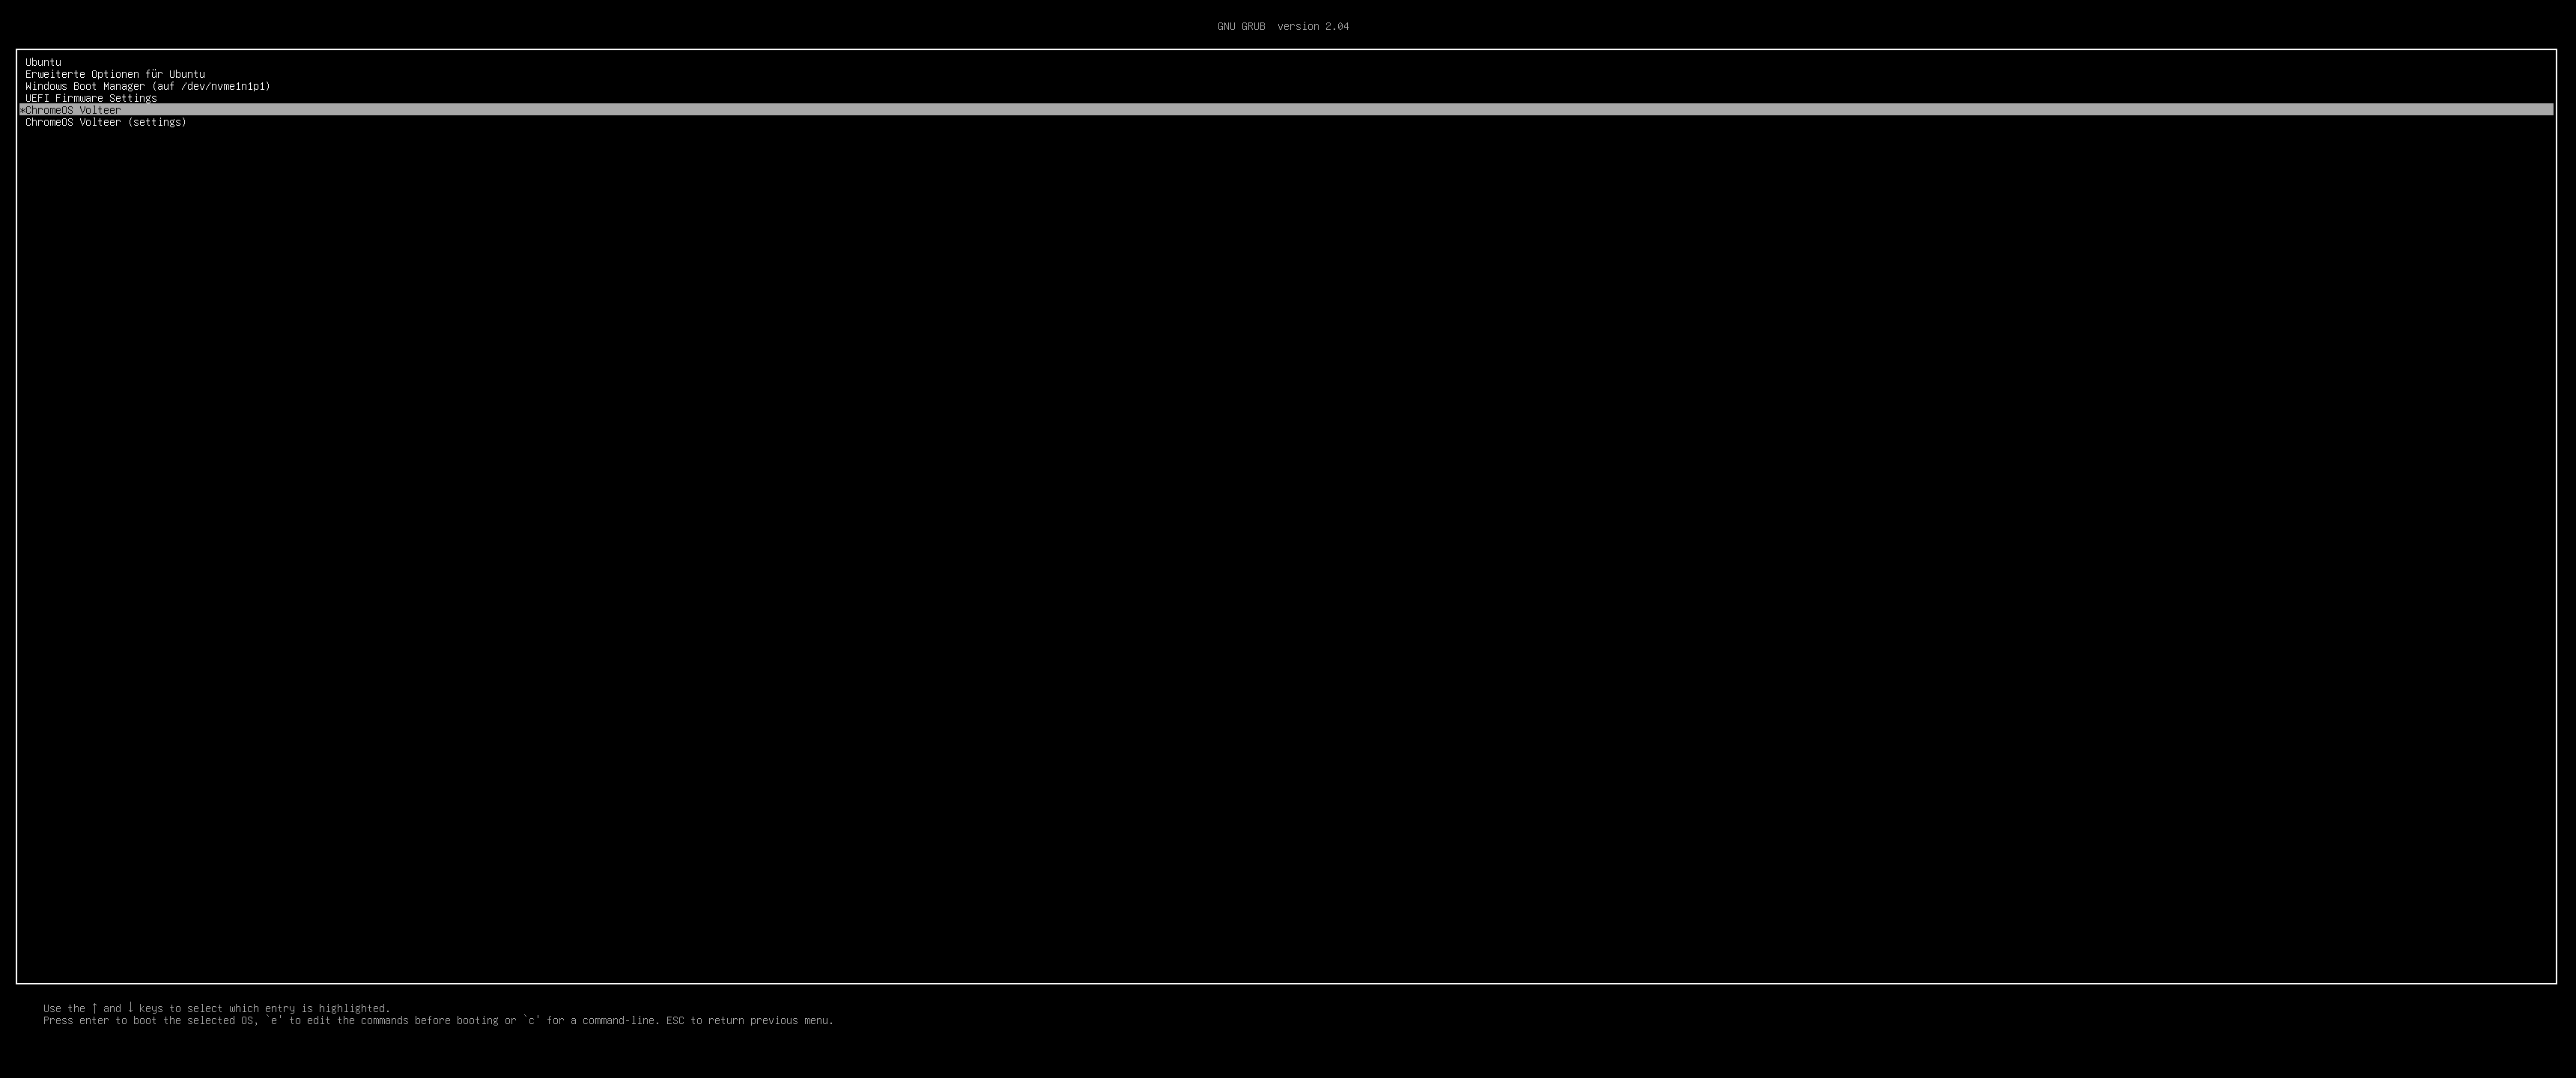 GNU GRUB  version 2.04
Ubuntu
Erweiterte Optionen für Ubuntu
Windows Boot Manager (auf /dev/nvme1n1p1)
UEFI Firmware Settings
*ChromeOS Volteer
ChromeOS Volteer (settings)
Use the ↑ and ↓ keys to select which entry is highlighted.
Press enter to boot the selected OS, `e' to edit the commands before booting or `c' for a command-line. ESC to return previous menu.